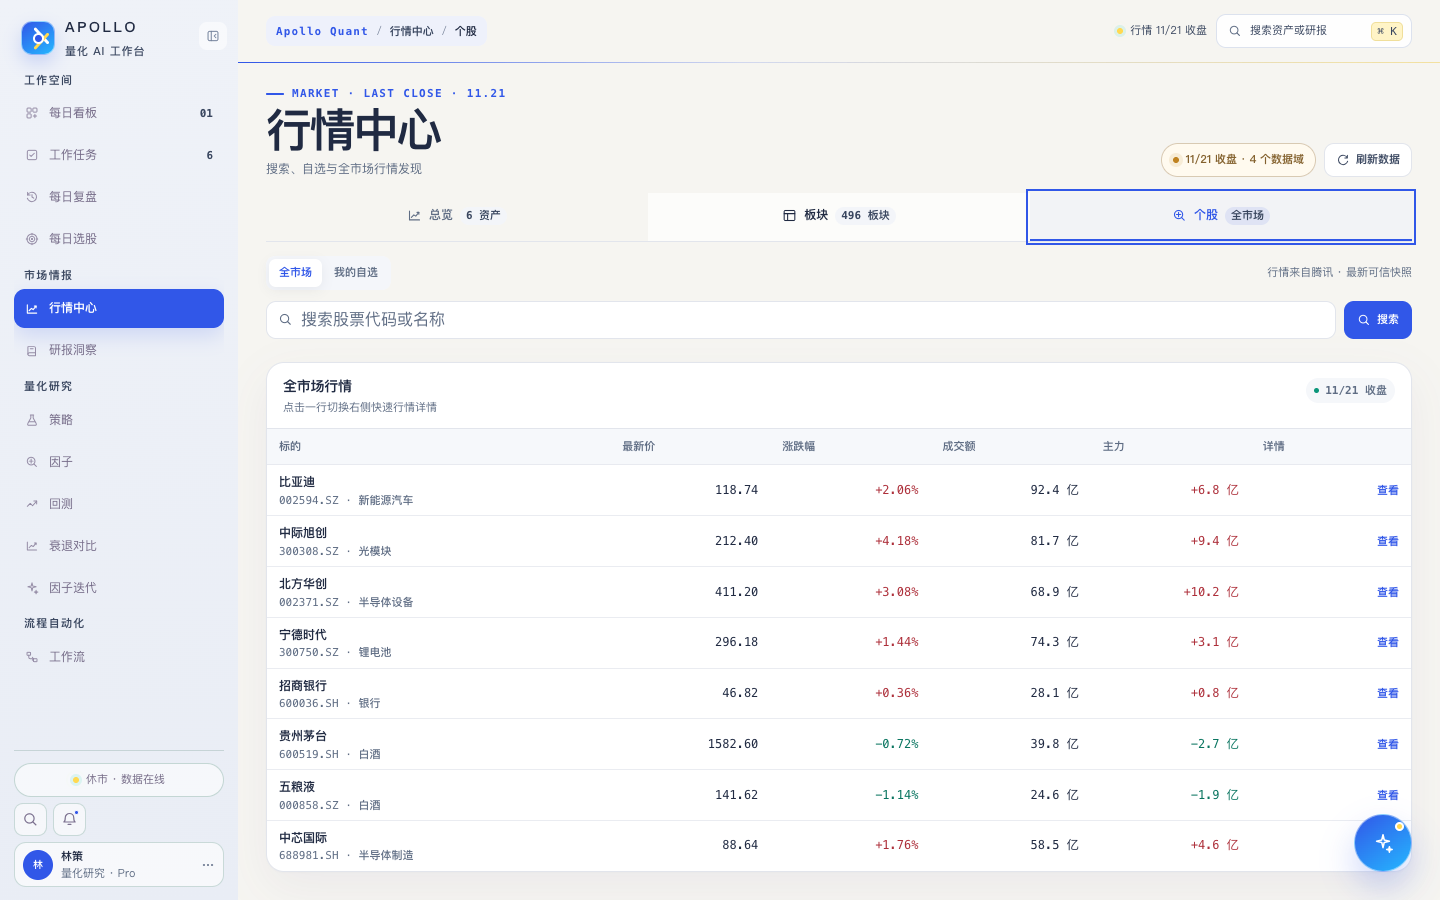 APOLLO
量化 AI 工作台
工作空间
每日看板 01
工作任务 6
每日复盘
每日选股
市场情报
行情中心
研报洞察
量化研究
策略
因子
回测
衰退对比
因子迭代
流程自动化
工作流
休市 · 数据在线
林 林策
量化研究 · Pro
Apollo Quant / 行情中心 / 个股
行情 11/21 收盘
搜索资产或研报 ⌘ K
MARKET · LAST CLOSE · 11.21
行情中心
搜索、自选与全市场行情发现
11/21 收盘 · 4 个数据域
刷新数据
总览 6 资产
板块 496 板块
个股 全市场
全市场 我的自选
行情来自腾讯 · 最新可信快照
搜索股票代码或名称
搜索
全市场行情
点击一行切换右侧快速行情详情
11/21 收盘
标的 最新价 涨跌幅 成交额 主力 详情
比亚迪
002594.SZ · 新能源汽车
118.74 +2.06% 92.4 亿 +6.8 亿 查看
中际旭创
300308.SZ · 光模块
212.40 +4.18% 81.7 亿 +9.4 亿 查看
北方华创
002371.SZ · 半导体设备
411.20 +3.08% 68.9 亿 +10.2 亿 查看
宁德时代
300750.SZ · 锂电池
296.18 +1.44% 74.3 亿 +3.1 亿 查看
招商银行
600036.SH · 银行
46.82 +0.36% 28.1 亿 +0.8 亿 查看
贵州茅台
600519.SH · 白酒
1582.60 -0.72% 39.8 亿 -2.7 亿 查看
五粮液
000858.SZ · 白酒
141.62 -1.14% 24.6 亿 -1.9 亿 查看
中芯国际
688981.SH · 半导体制造
88.64 +1.76% 58.5 亿 +4.6 亿